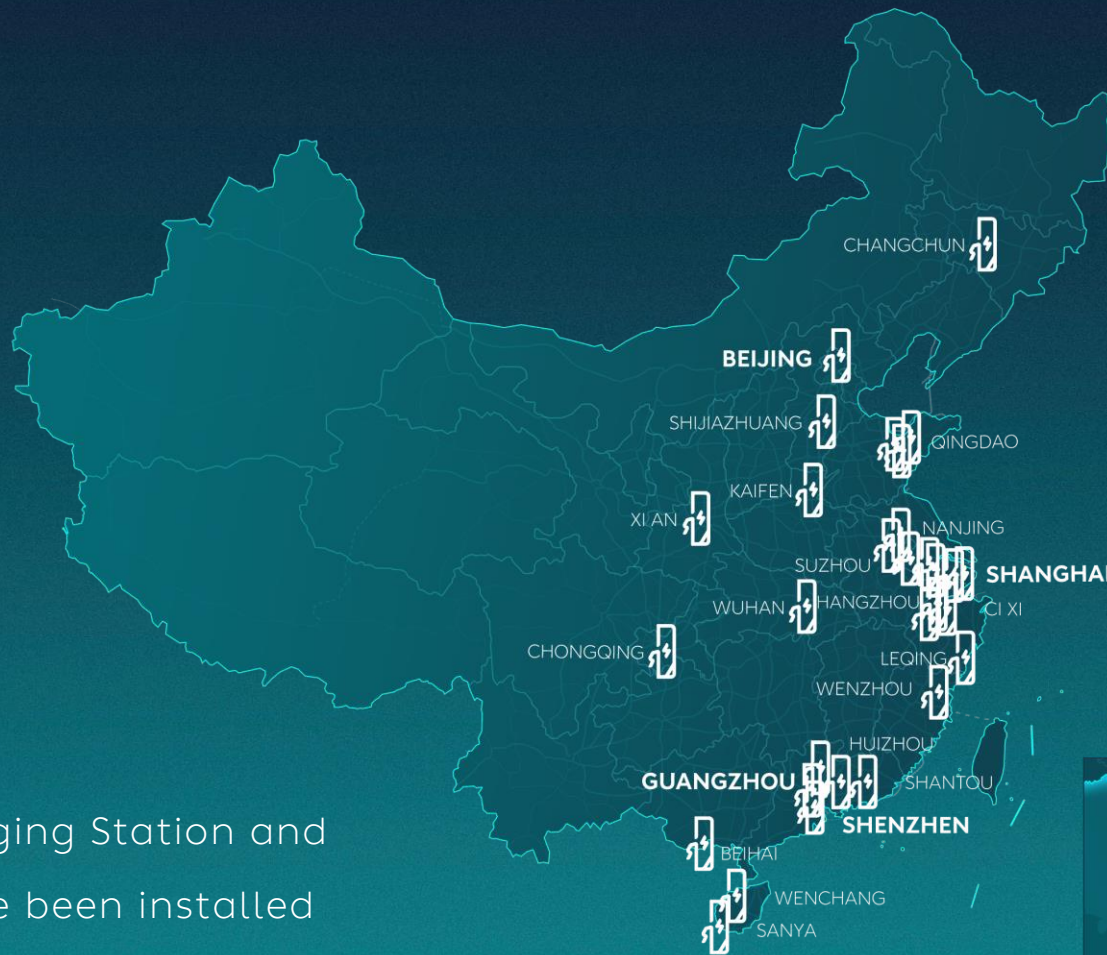 CHANGCHUN
BEIJING
SHIJIAZHUANG
QINGDAO
KAIFEN
XI AN
NANJING
SUZHOU
SHANGHAI
WUHAN
HANGZHOU
CI XI
CHONGQING
LEQING
WENZHOU
HUIZHOU
GUANGZHOU
SHANTOU
SHENZHEN
ging Station and
BEIHAI
e been installed
WENCHANG
SANYA